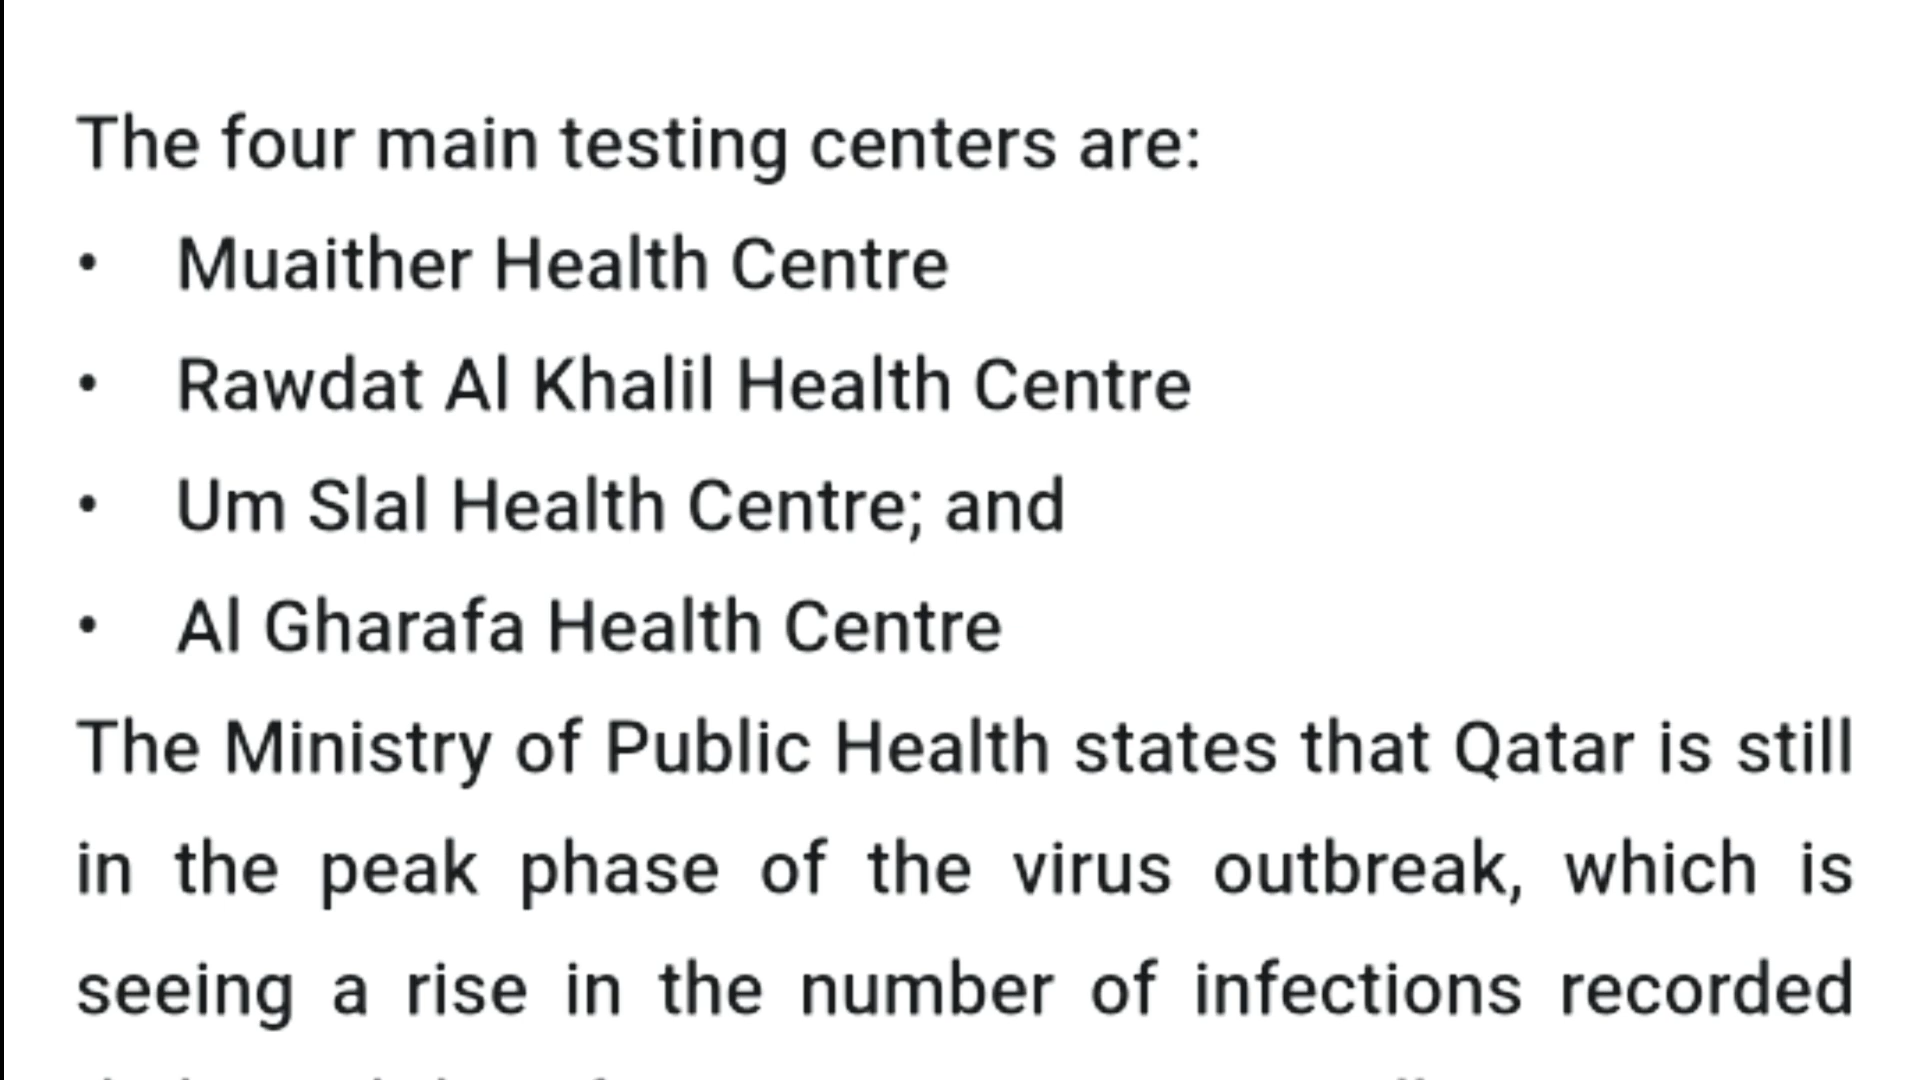 The four main testing centers are:
• Muaither Health Centre
• Rawdat Al Khalil Health Centre
• Um Slal Health Centre; and
• Al Gharafa Health Centre
The Ministry of Public Health states that Qatar is still
in the peak phase of the virus outbreak, which is
seeing a rise in the number of infections recorded